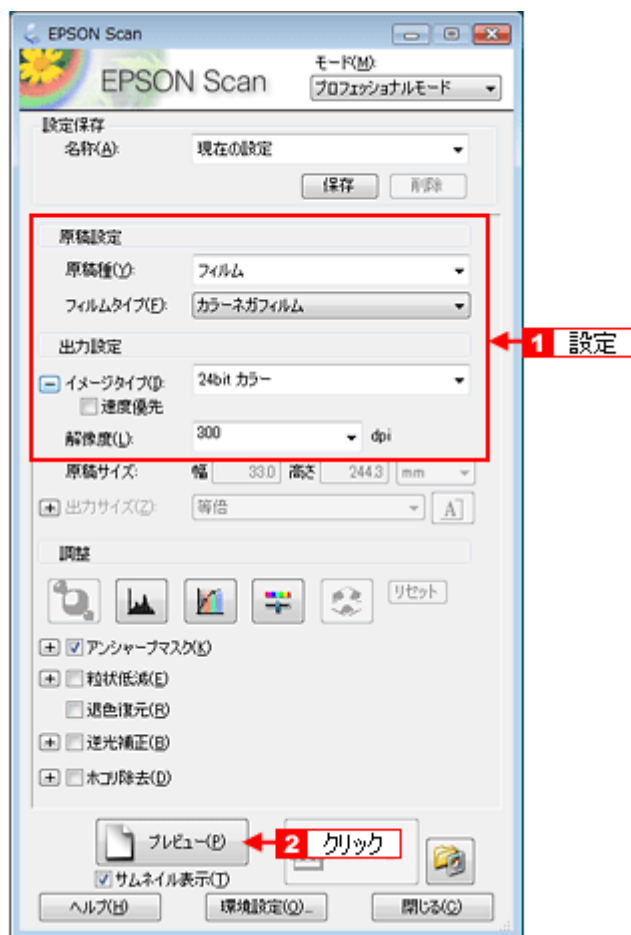 EPSON Scan
EPSON Scan
モード(M):
プロフェッショナルモード
設定保存
名称(A):
現在の設定
保存
削除
原稿設定
原稿種(Y):
フィルム
フィルムタイプ(F):
カラーネガフィルム
出力設定
イメージタイプ(I):
24bit カラー
速度優先
解像度(L):
300
dpi
1 設定
原稿サイズ: 幅 33.0 高さ 244.3 mm
出力サイズ(Z):
等倍
A
調整
リセット
アンシャープマスク(K)
粒状低減(E)
退色復元(R)
逆光補正(B)
ホコリ除去(D)
プレビュー(P)
2 クリック
サムネイル表示(T)
ヘルプ(H)
環境設定(O)...
閉じる(C)